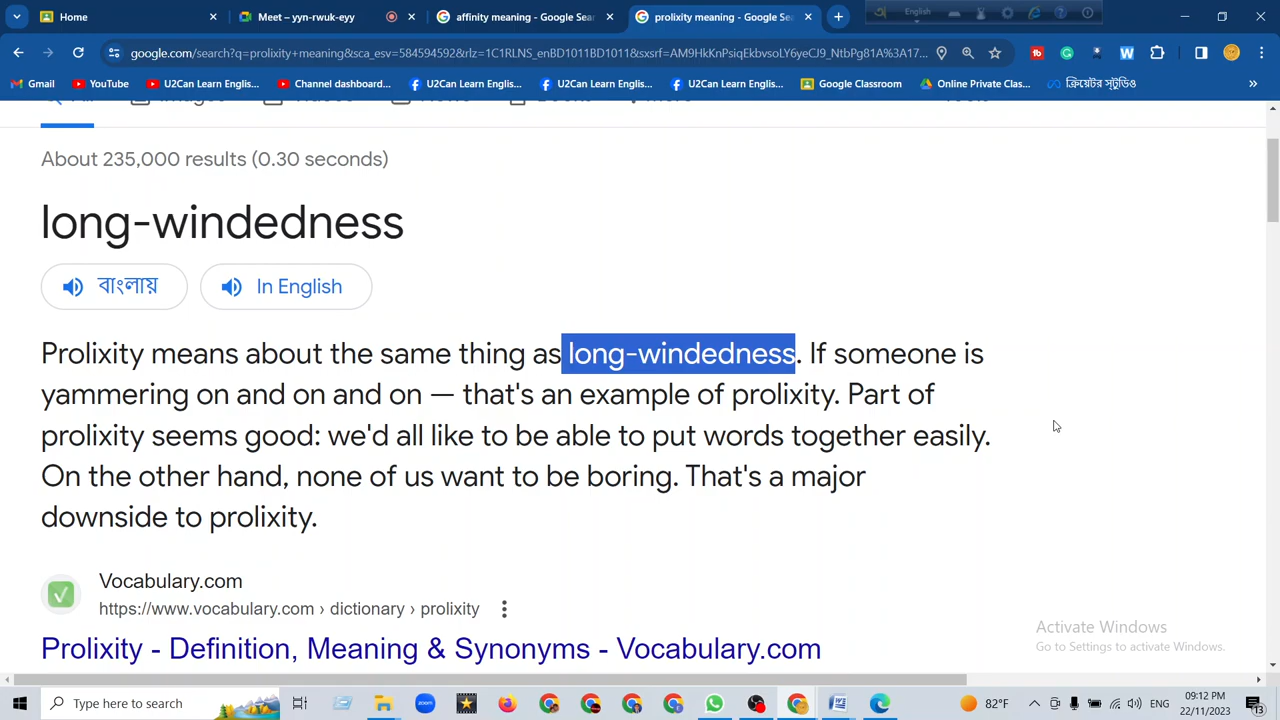 Home
Meet – yyn-rwuk-eyy
affinity meaning - Google Sea
prolixity meaning - Google Sea
English
google.com/search?q=prolixity+meaning&sca_esv=584594592&rlz=1C1RLNS_enBD1011BD1011&sxsrf=AM9HkKnPsiqEkbvsoLY6yeCJ9_NtbPg81A%3A17...
Gmail
YouTube
U2Can Learn Englis...
Channel dashboard...
U2Can Learn Englis...
U2Can Learn Englis...
U2Can Learn Englis...
Google Classroom
Online Private Clas...
ক্রিয়েটর স্টুডিও
About 235,000 results (0.30 seconds)
long-windedness
বাংলায়
In English
Prolixity means about the same thing as long-windedness. If someone is
yammering on and on and on — that's an example of prolixity. Part of
prolixity seems good: we'd all like to be able to put words together easily.
On the other hand, none of us want to be boring. That's a major
downside to prolixity.
Vocabulary.com
https://www.vocabulary.com › dictionary › prolixity
Prolixity - Definition, Meaning & Synonyms - Vocabulary.com
Activate Windows
Go to Settings to activate Windows.
Type here to search
zoom
82°F
ENG
09:12 PM
22/11/2023
13